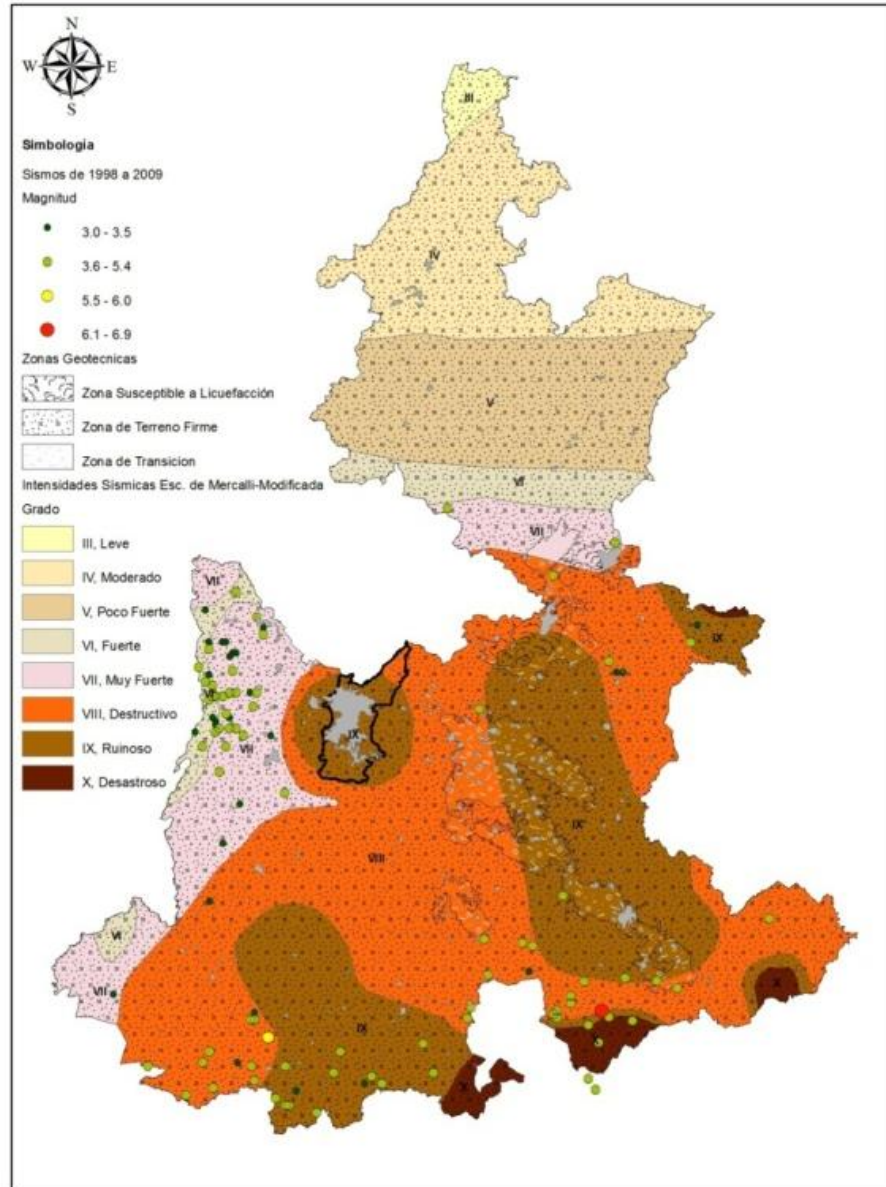 N
W E
S
Simbología
Sismos de 1998 a 2009
Magnitud
3.0 - 3.5
3.6 - 5.4
5.5 - 6.0
6.1 - 6.9
Zonas Geotecnicas
Zona Susceptible a Licuefacción
Zona de Terreno Firme
Zona de Transicion
Intensidades Sísmicas Esc. de Mercalli-Modificada
Grado
III, Leve
IV, Moderado
V, Poco Fuerte
VI, Fuerte
VII, Muy Fuerte
VIII, Destructivo
IX, Ruinoso
X, Desastroso
III
IV
V
VI
VII
VII
IX
VI
VII
IX
IX
VIII
VI
VII
IX
X
X